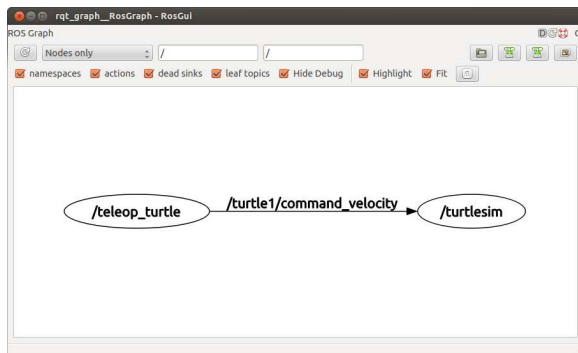 rqt_graph__RosGraph - RosGui
ROS Graph
Nodes only / /
namespaces actions dead sinks leaf topics Hide Debug Highlight Fit
/teleop_turtle /turtle1/command_velocity /turtlesim